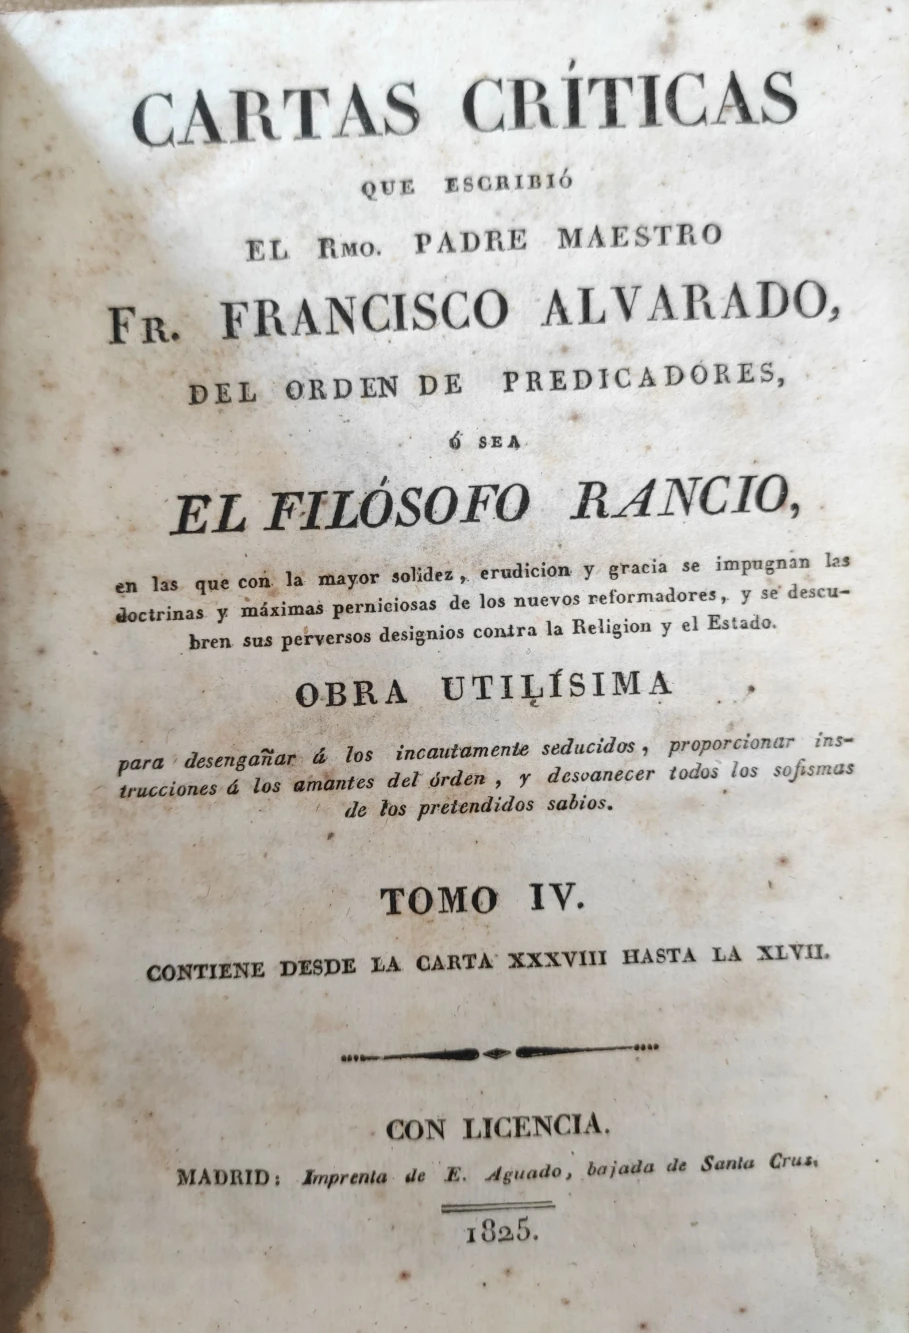 CARTAS CRÍTICAS
QUE ESCRIBIÓ
EL RMO. PADRE MAESTRO
FR. FRANCISCO ALVARADO,
DEL ORDEN DE PREDICADORES,
Ó SEA
EL FILÓSOFO RANCIO,
en las que con la mayor solidez, erudicion y gracia se impugnan las
doctrinas y máximas perniciosas de los nuevos reformadores, y se descu-
bren sus perversos designios contra la Religion y el Estado.
OBRA UTILÍSIMA
para desengañar á los incautamente seducidos, proporcionar ins-
trucciones á los amantes del órden, y desvanecer todos los sofismas
de los pretendidos sabios.
TOMO IV.
CONTIENE DESDE LA CARTA XXXVIII HASTA LA XLVII.
CON LICENCIA.
MADRID: Imprenta de E. Aguado, bajada de Santa Cruz.
1825.